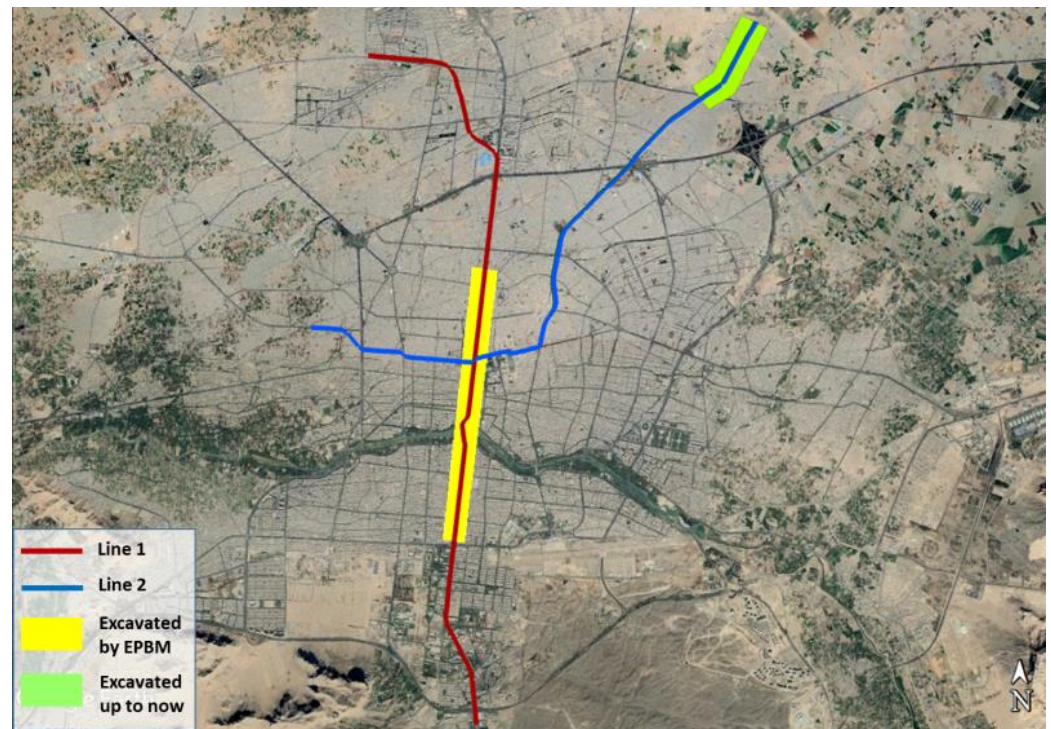 Line 1
Line 2
Excavated
by EPBM
Excavated
up to now
N